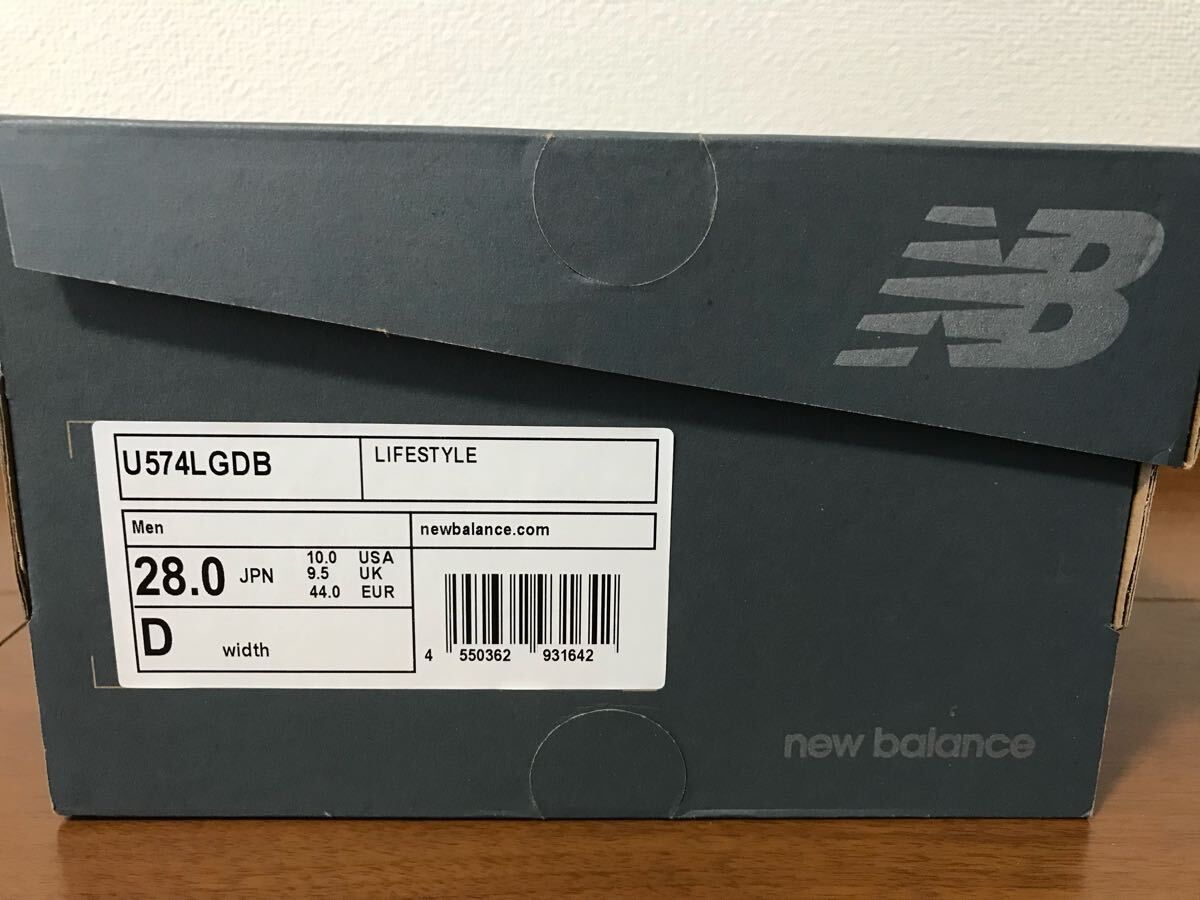 NB
U574LGDB
LIFESTYLE
Men
newbalance.com
28.0 JPN
10.0 USA
9.5 UK
44.0 EUR
D width
4 550362 931642
new balance